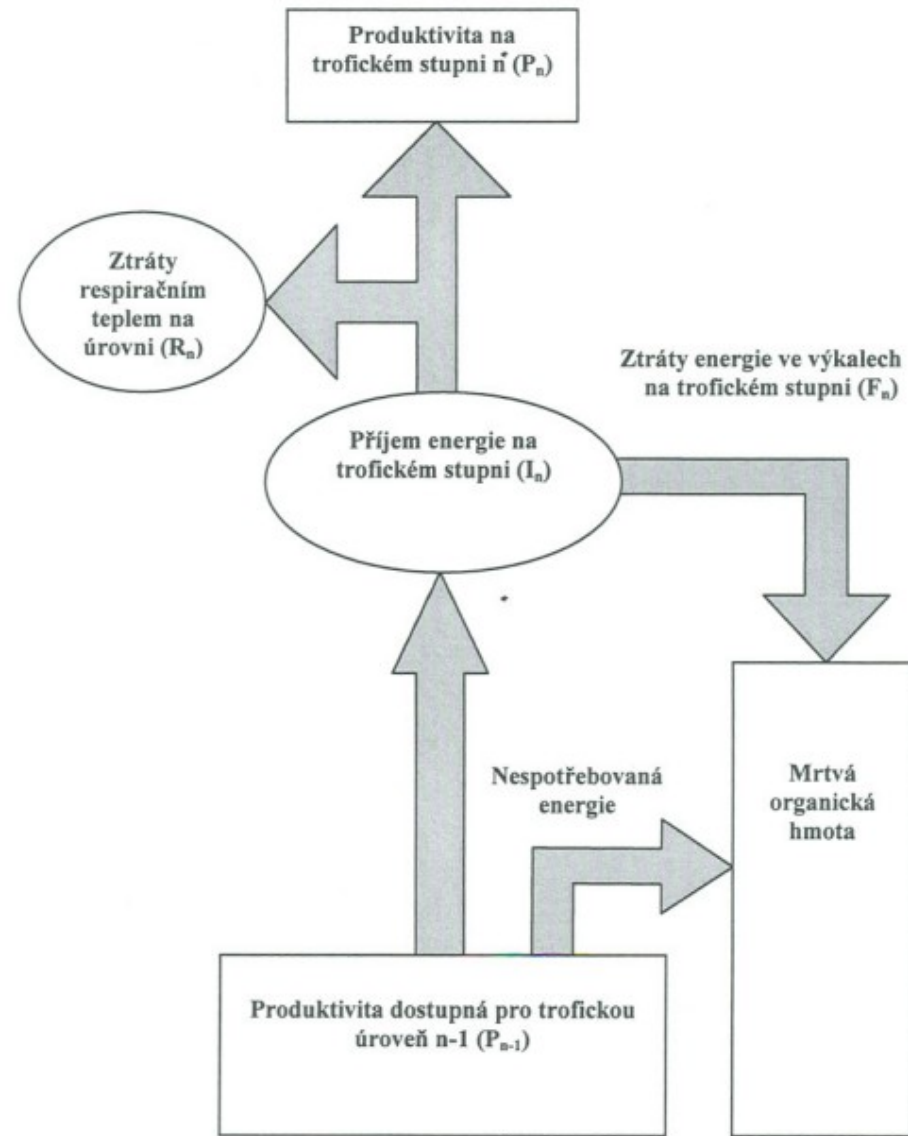 Produktivita na
trofickém stupni n (Pₙ)
Ztráty
respiračním
teplem na
úrovni (Rₙ)
Ztráty energie ve výkalech
na trofickém stupni (Fₙ)
Příjem energie na
trofickém stupni (Iₙ)
Nespotřebovaná
energie
Mrtvá
organická
hmota
Produktivita dostupná pro trofickou
úroveň n-1 (Pₙ₋₁)